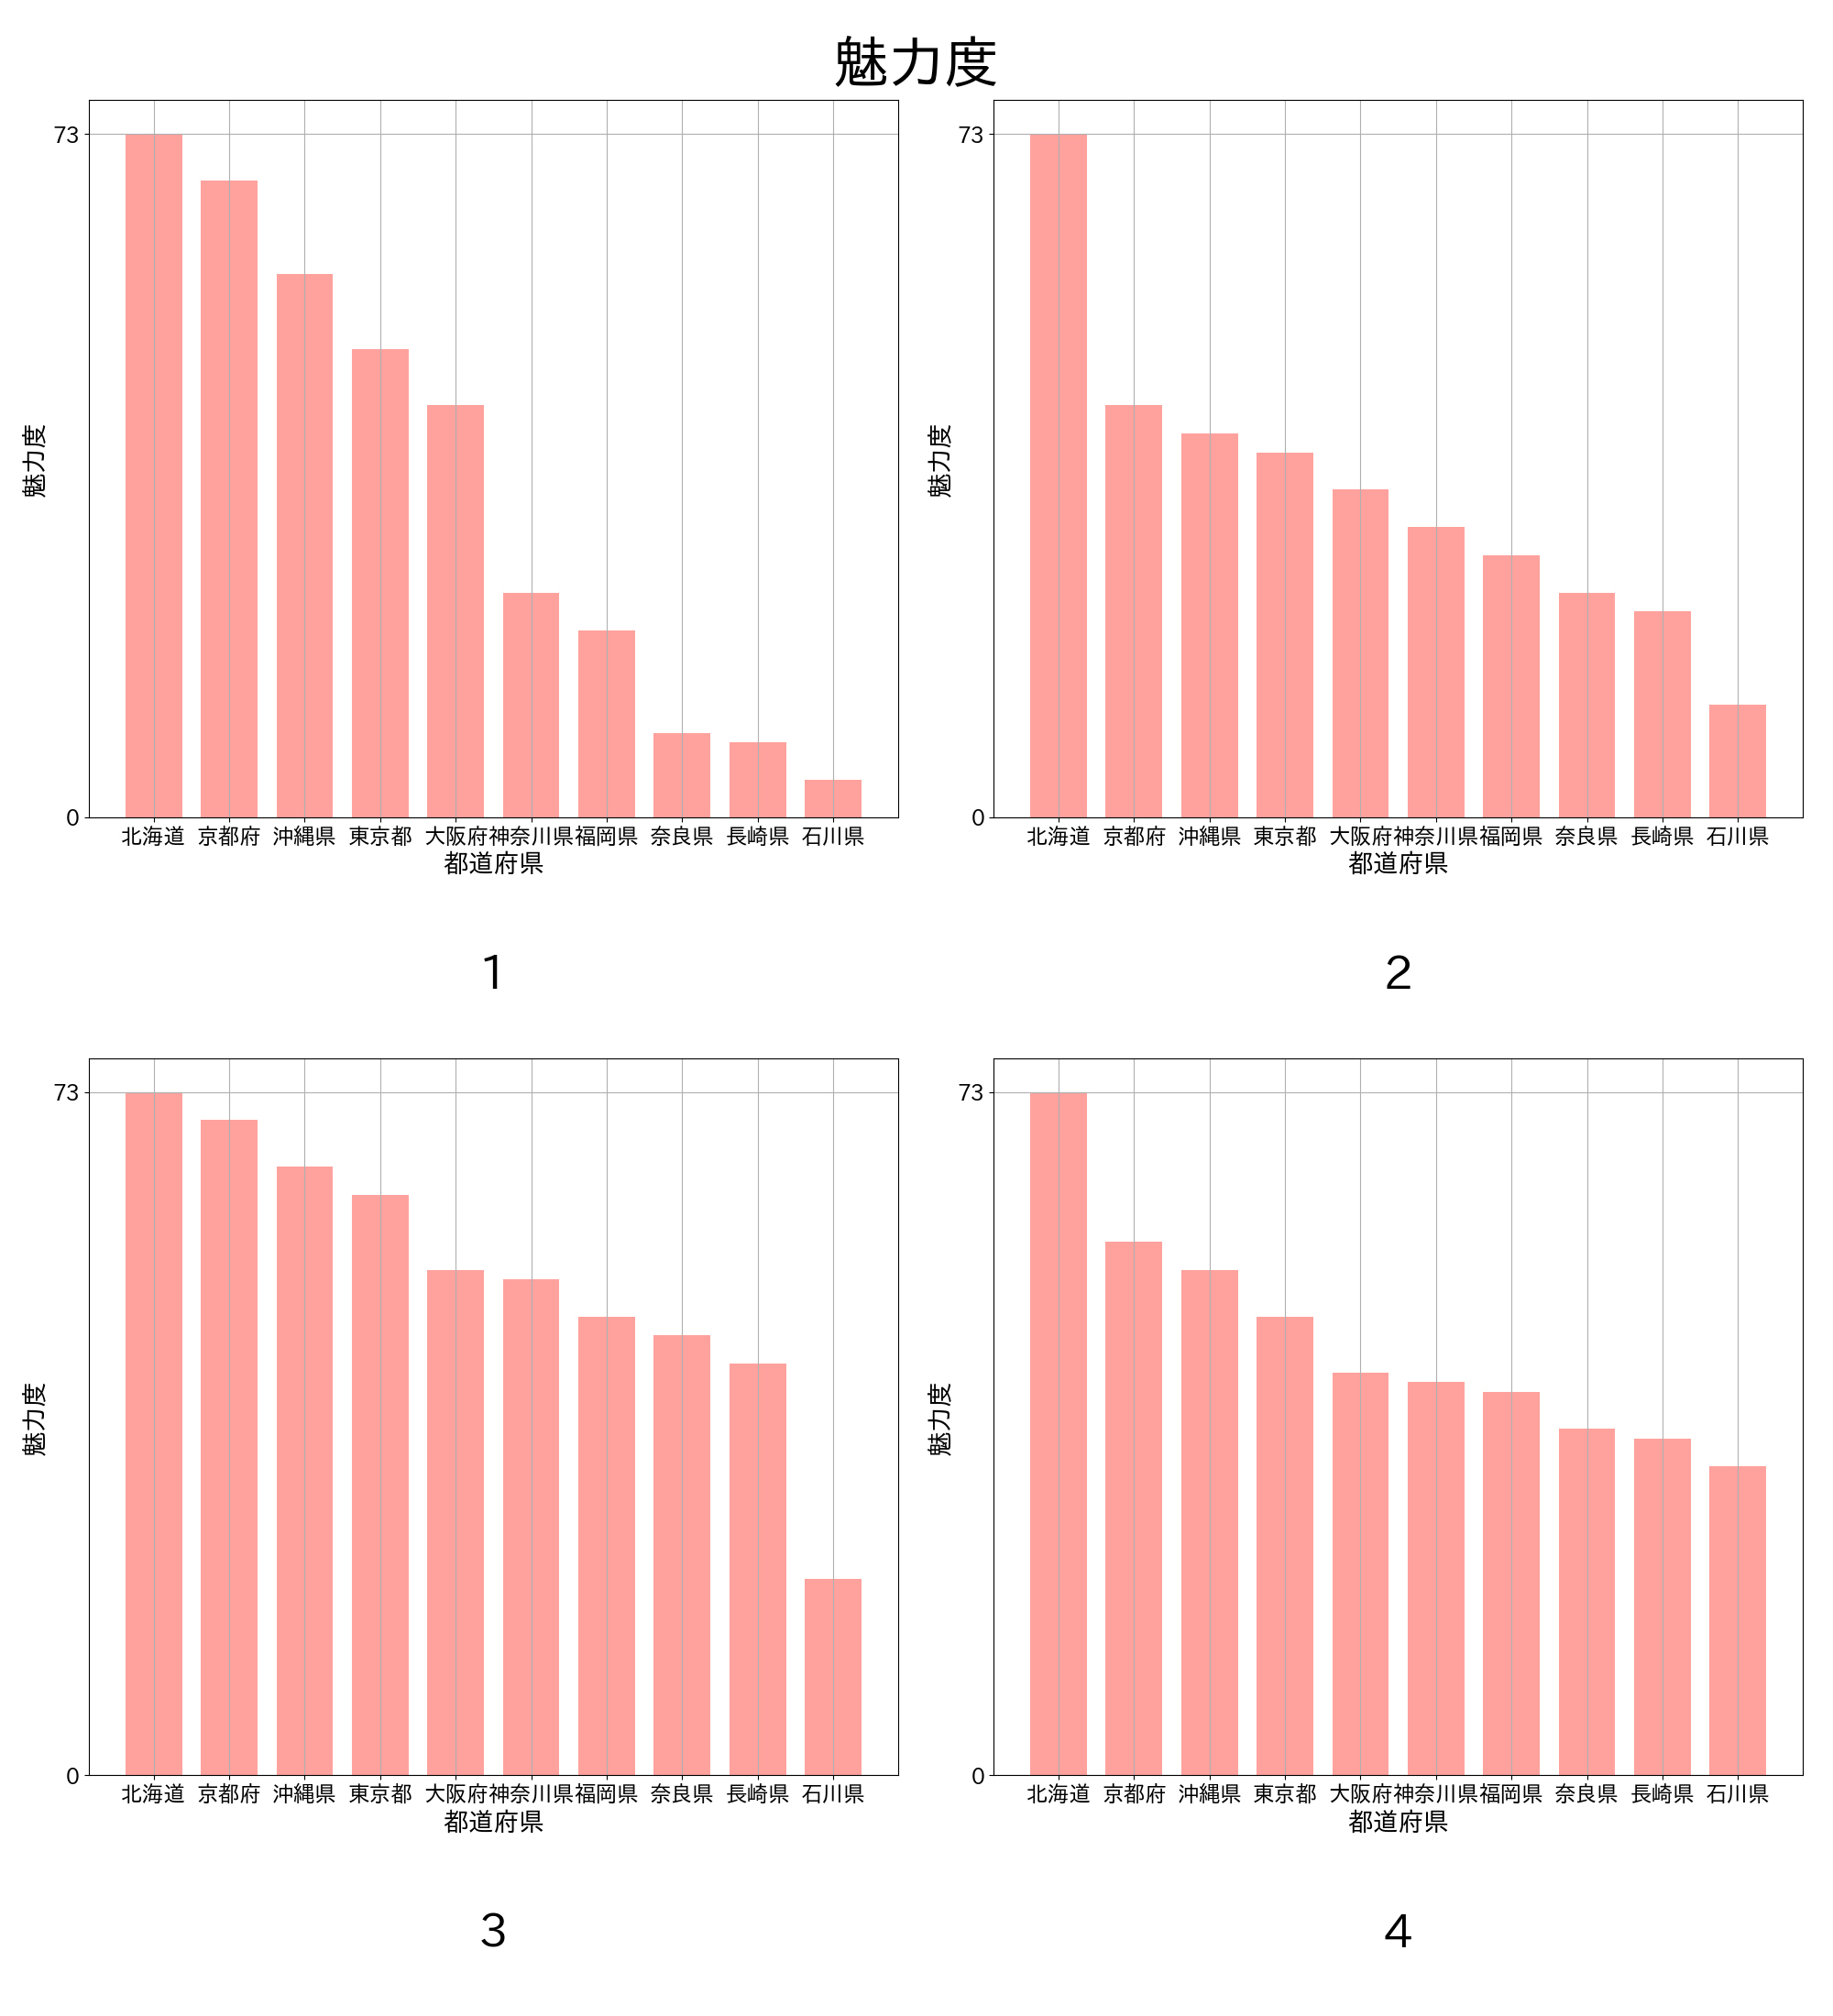 魅力度
73
0
魅力度
北海道 京都府 沖縄県 東京都 大阪府 神奈川県 福岡県 奈良県 長崎県 石川県
都道府県
1
73
0
魅力度
北海道 京都府 沖縄県 東京都 大阪府 神奈川県 福岡県 奈良県 長崎県 石川県
都道府県
2
73
0
魅力度
北海道 京都府 沖縄県 東京都 大阪府 神奈川県 福岡県 奈良県 長崎県 石川県
都道府県
3
73
0
魅力度
北海道 京都府 沖縄県 東京都 大阪府 神奈川県 福岡県 奈良県 長崎県 石川県
都道府県
4